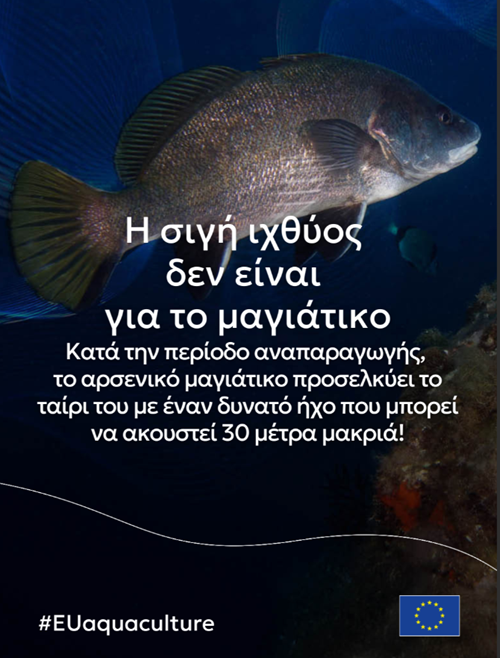 Η σιγή ιχθύος
δεν είναι
για το μαγιάτικο
Κατά την περίοδο αναπαραγωγής,
το αρσενικό μαγιάτικο προσελκύει το
ταίρι του με έναν δυνατό ήχο που μπορεί
να ακουστεί 30 μέτρα μακριά!
#EUaquaculture